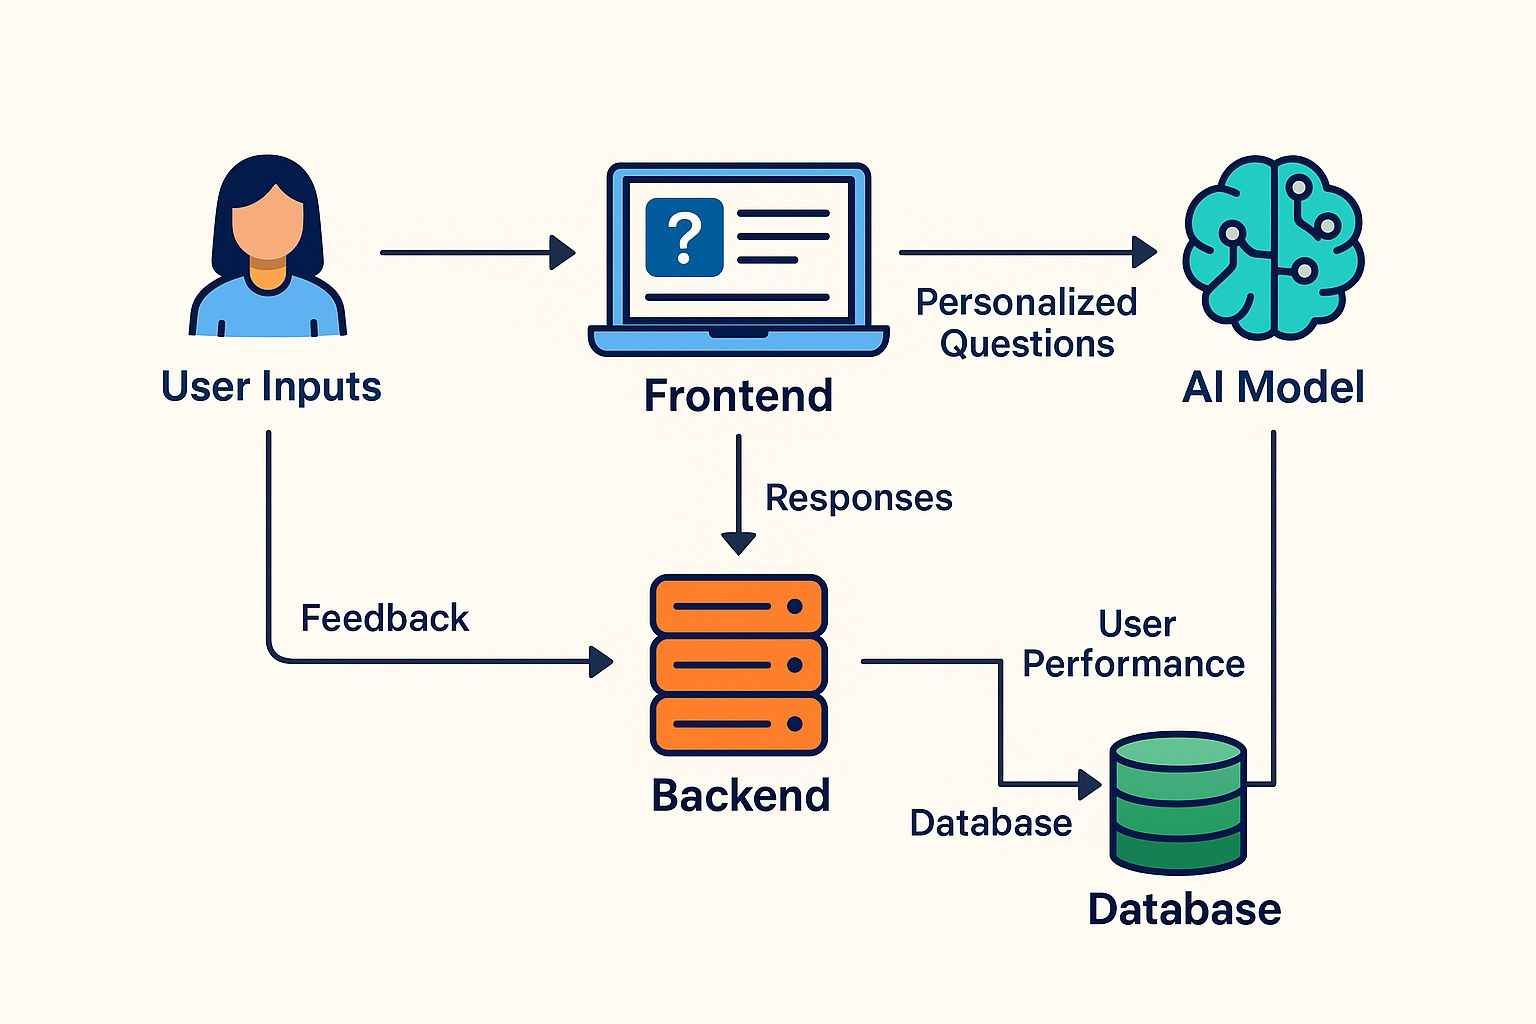 ?
User Inputs
Frontend
Personalized
Questions
AI Model
Responses
Feedback
User
Performance
Backend
Database
Database